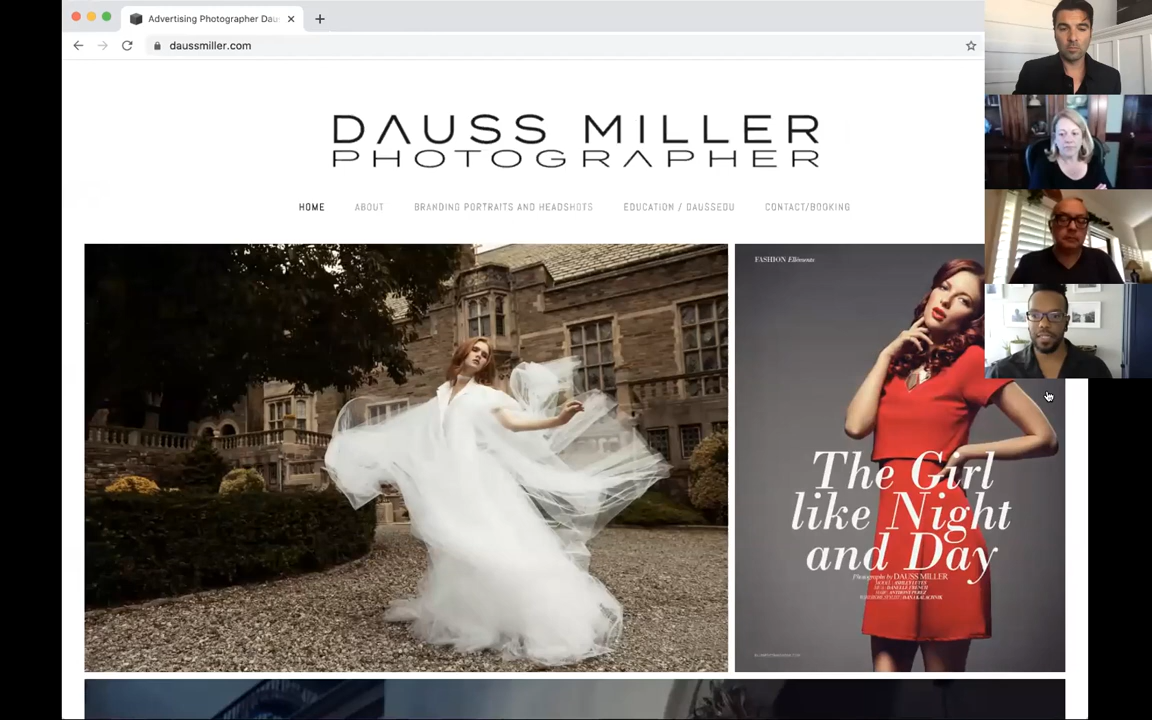 Advertising Photographer Daus
daussmiller.com
DAUSS MILLER
PHOTOGRAPHER
HOME
ABOUT
BRANDING PORTRAITS AND HEADSHOTS
EDUCATION / DAUSSEDU
CONTACT/BOOKING
FASHION Elléments
The Girl
like Night
and Day
Photographs by DAUSS MILLER